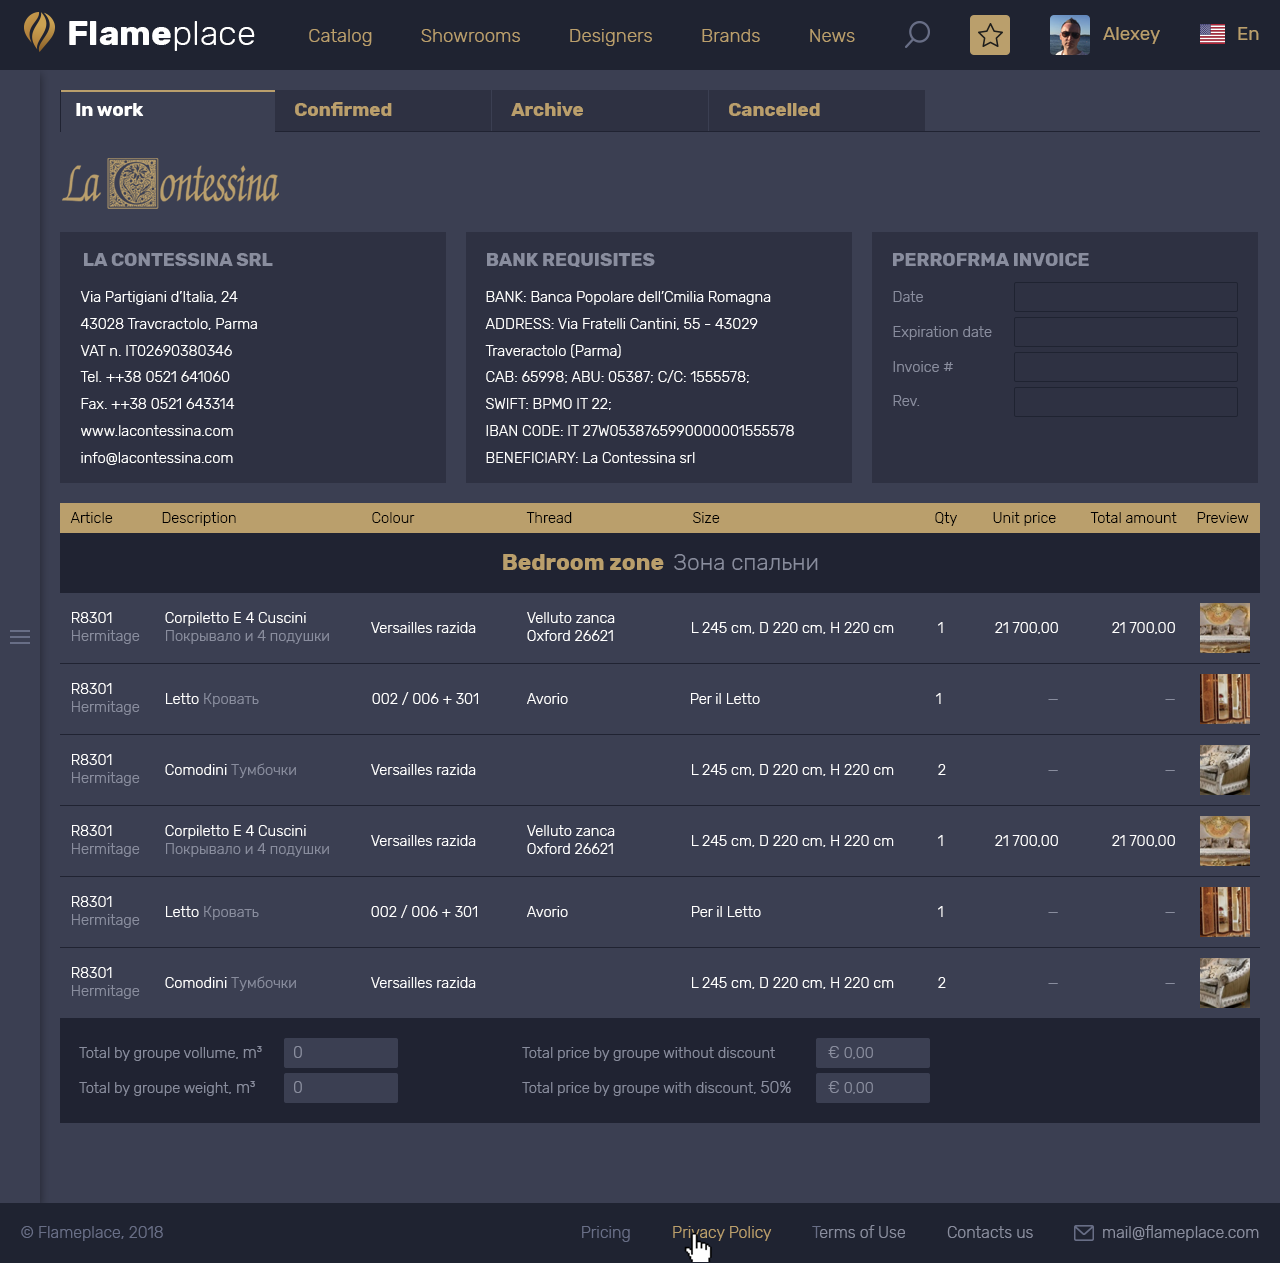 Flameplace Catalog Showrooms Designers Brands News Alexey En
In work Confirmed Archive Cancelled
La Contessina
LA CONTESSINA SRL
Via Partigiani d'Italia, 24
43028 Travcractolo, Parma
VAT n. IT02690380346
Tel. ++38 0521 641060
Fax. ++38 0521 643314
www.lacontessina.com
info@lacontessina.com
BANK REQUISITES
BANK: Banca Popolare dell'Cmilia Romagna
ADDRESS: Via Fratelli Cantini, 55 - 43029
Traveractolo (Parma)
CAB: 65998; ABU: 05387; C/C: 1555578;
SWIFT: BPMO IT 22;
IBAN CODE: IT 27W0538765990000001555578
BENEFICIARY: La Contessina srl
PERROFRMA INVOICE
Date
Expiration date
Invoice #
Rev.
Article Description Colour Thread Size Qty Unit price Total amount Preview
Bedroom zone Зона спальни
R8301 Corpiletto E 4 Cuscini Versailles razida Velluto zanca L 245 cm, D 220 cm, H 220 cm 1 21 700,00 21 700,00
Hermitage Покрывало и 4 подушки Oxford 26621
R8301 Letto Кровать 002 / 006 + 301 Avorio Per il Letto 1 — —
Hermitage
R8301 Comodini Тумбочки Versailles razida L 245 cm, D 220 cm, H 220 cm 2 — —
Hermitage
R8301 Corpiletto E 4 Cuscini Versailles razida Velluto zanca L 245 cm, D 220 cm, H 220 cm 1 21 700,00 21 700,00
Hermitage Покрывало и 4 подушки Oxford 26621
R8301 Letto Кровать 002 / 006 + 301 Avorio Per il Letto 1 — —
Hermitage
R8301 Comodini Тумбочки Versailles razida L 245 cm, D 220 cm, H 220 cm 2 — —
Hermitage
Total by groupe vollume, m³ 0 Total price by groupe without discount € 0,00
Total by groupe weight, m³ 0 Total price by groupe with discount, 50% € 0,00
© Flameplace, 2018 Pricing Privacy Policy Terms of Use Contacts us mail@flameplace.com